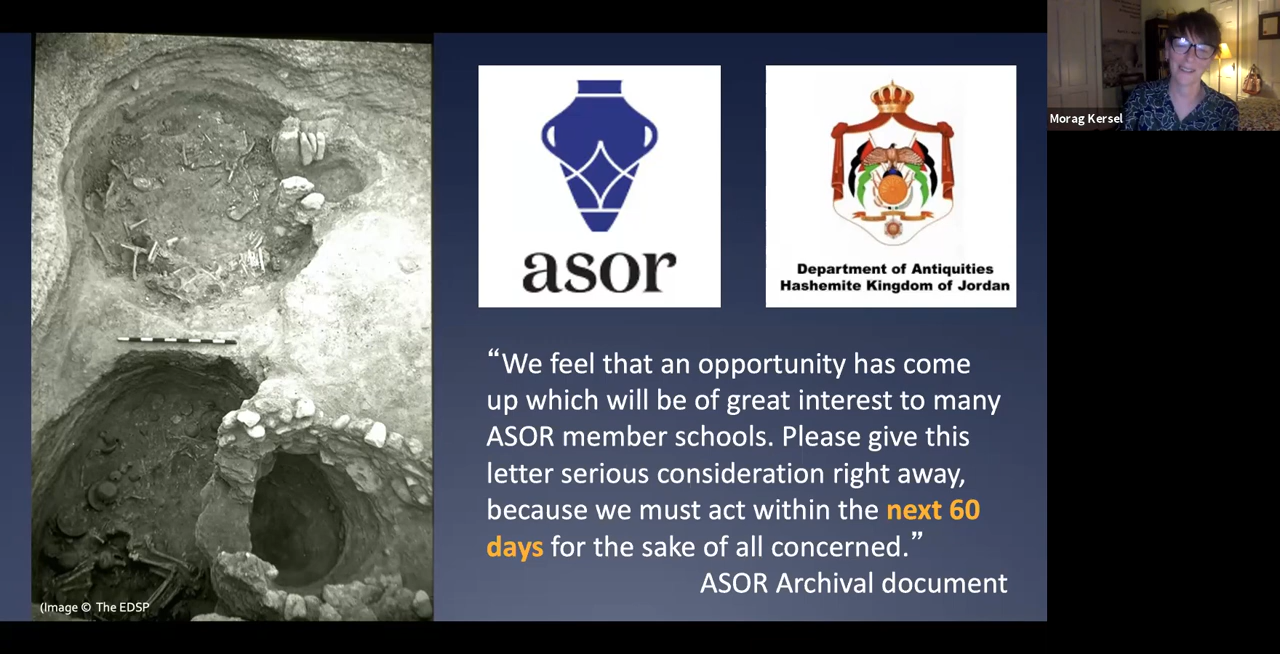 asor
Department of Antiquities
Hashemite Kingdom of Jordan
“We feel that an opportunity has come
up which will be of great interest to many
ASOR member schools. Please give this
letter serious consideration right away,
because we must act within the next 60
days for the sake of all concerned.”
ASOR Archival document
(Image © The EDSP
Morag Kersel